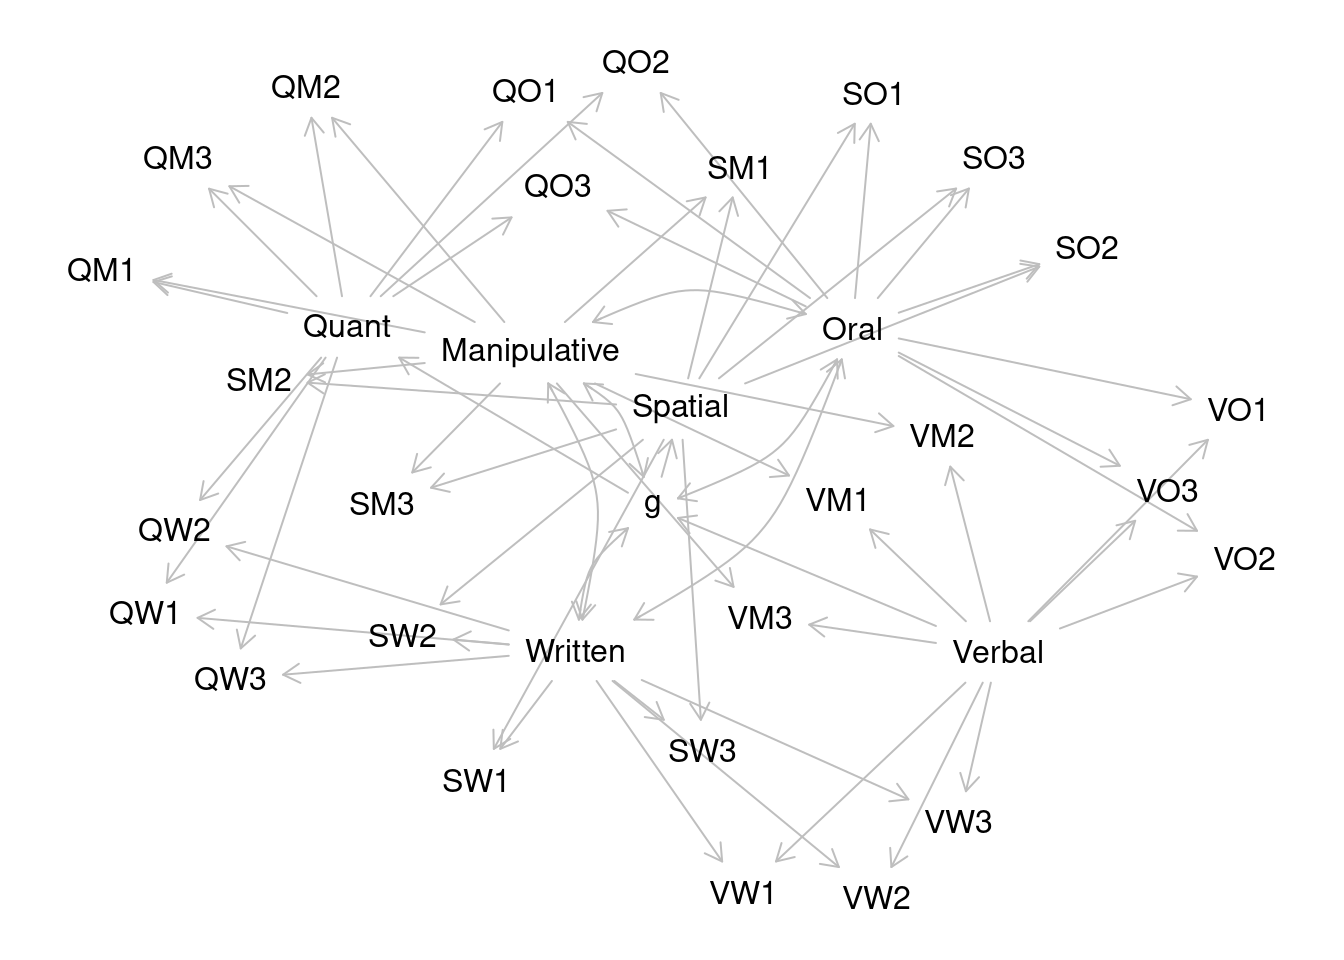 QO2
QM2
QO1
SO1
QM3
SM1
SO3
QO3
SO2
QM1
Quant
Oral
Manipulative
SM2
Spatial
VO1
VM2
VO3
VM1
g
SM3
QW2
VO2
QW1
VM3
SW2
Written
Verbal
QW3
SW3
SW1
VW3
VW1
VW2